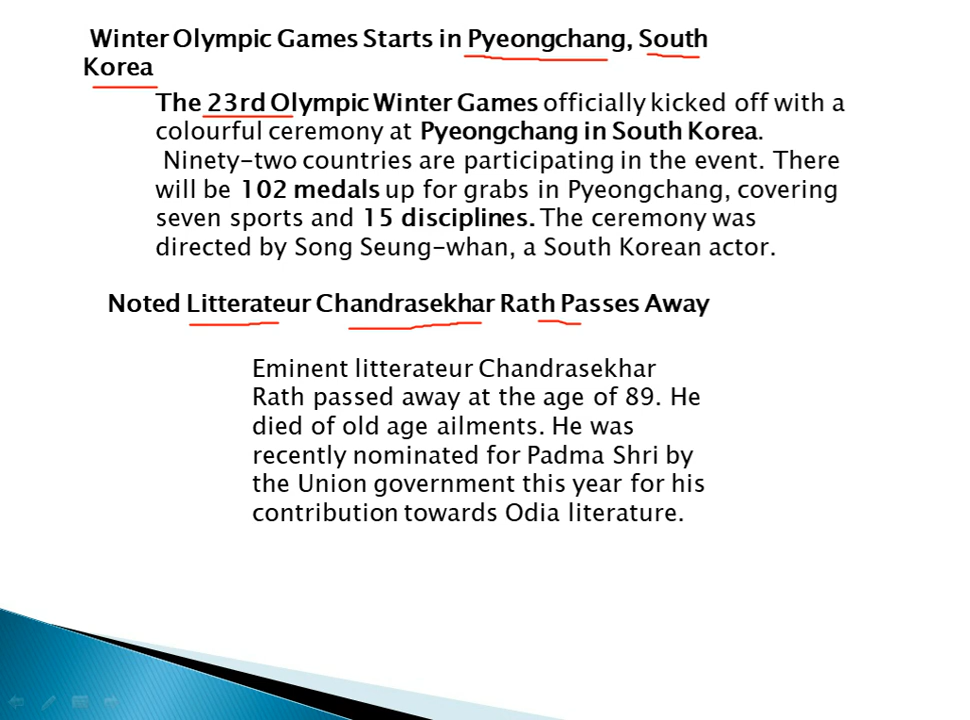 Winter Olympic Games Starts in Pyeongchang, South
Korea
The 23rd Olympic Winter Games officially kicked off with a
colourful ceremony at Pyeongchang in South Korea.
Ninety-two countries are participating in the event. There
will be 102 medals up for grabs in Pyeongchang, covering
seven sports and 15 disciplines. The ceremony was
directed by Song Seung-whan, a South Korean actor.
Noted Litterateur Chandrasekhar Rath Passes Away
Eminent litterateur Chandrasekhar
Rath passed away at the age of 89. He
died of old age ailments. He was
recently nominated for Padma Shri by
the Union government this year for his
contribution towards Odia literature.